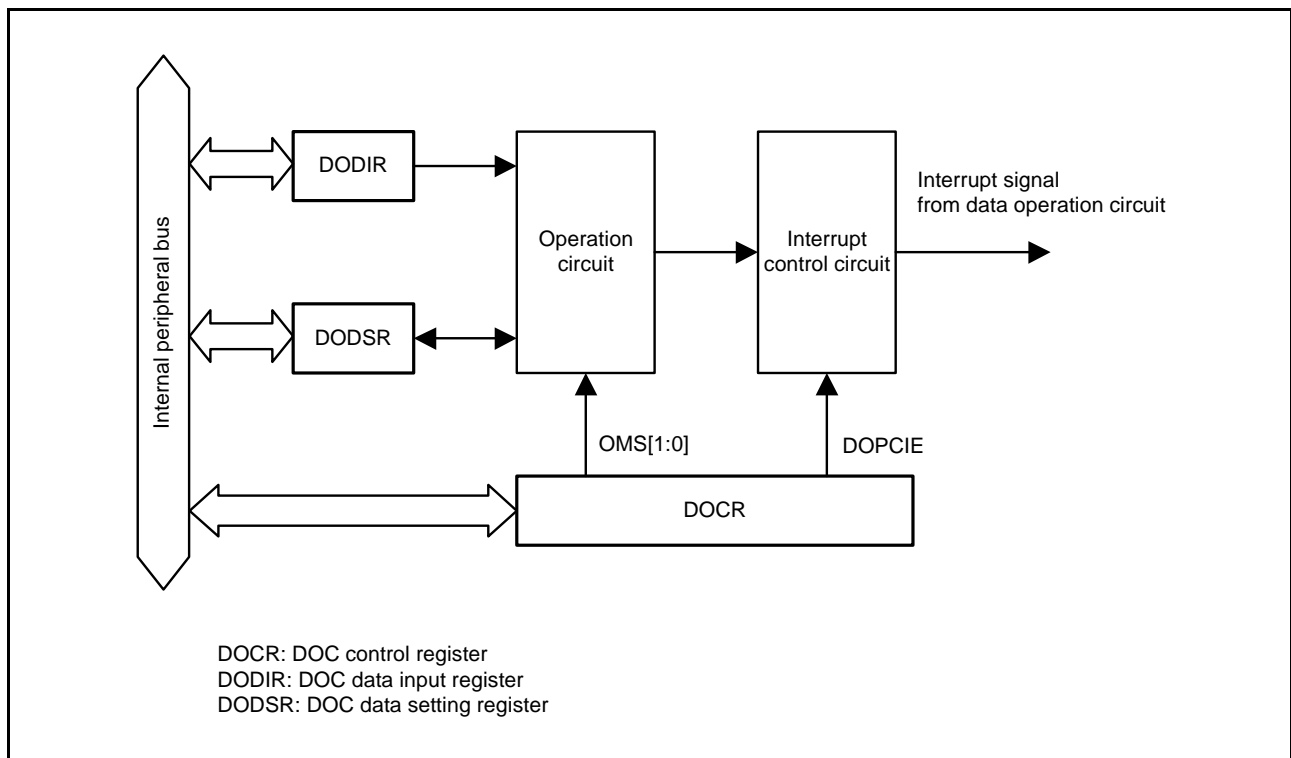 Internal peripheral bus
DODIR
DODSR
Operation
circuit
Interrupt
control circuit
Interrupt signal
from data operation circuit
OMS[1:0]
DOPCIE
DOCR
DOCR: DOC control register
DODIR: DOC data input register
DODSR: DOC data setting register